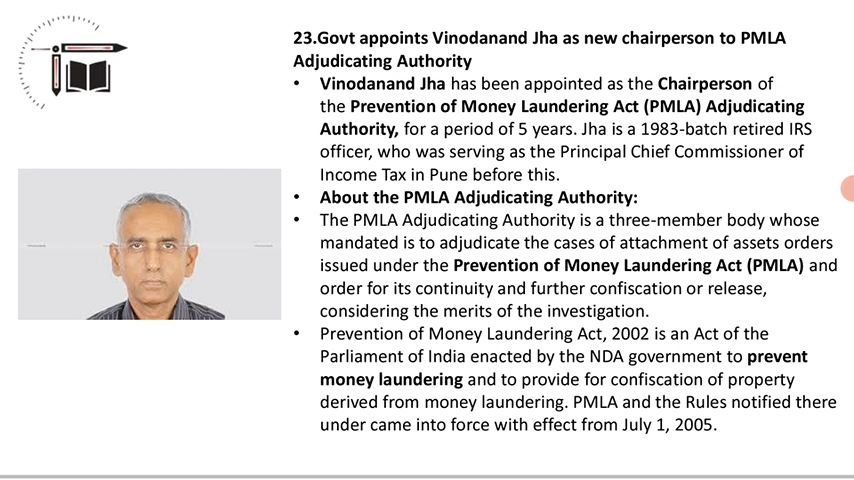 23.Govt appoints Vinodanand Jha as new chairperson to PMLA
Adjudicating Authority
• Vinodanand Jha has been appointed as the Chairperson of
the Prevention of Money Laundering Act (PMLA) Adjudicating
Authority, for a period of 5 years. Jha is a 1983-batch retired IRS
officer, who was serving as the Principal Chief Commissioner of
Income Tax in Pune before this.
• About the PMLA Adjudicating Authority:
• The PMLA Adjudicating Authority is a three-member body whose
mandated is to adjudicate the cases of attachment of assets orders
issued under the Prevention of Money Laundering Act (PMLA) and
order for its continuity and further confiscation or release,
considering the merits of the investigation.
• Prevention of Money Laundering Act, 2002 is an Act of the
Parliament of India enacted by the NDA government to prevent
money laundering and to provide for confiscation of property
derived from money laundering. PMLA and the Rules notified there
under came into force with effect from July 1, 2005.